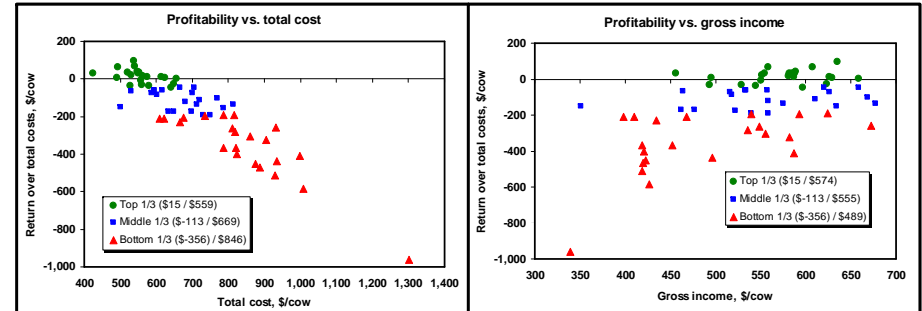 Profitability vs. total cost
Return over total costs, $/cow
200
0
-200
-400
-600
-800
-1,000
Top 1/3 ($15 / $559)
Middle 1/3 ($-113 / $669)
Bottom 1/3 ($-356) / $846)
400 500 600 700 800 900 1,000 1,100 1,200 1,300 1,400
Total cost, $/cow
Profitability vs. gross income
Return over total costs, $/cow
200
0
-200
-400
-600
-800
-1,000
Top 1/3 ($15 / $574)
Middle 1/3 ($-113 / $555)
Bottom 1/3 ($-356) / $489)
300 350 400 450 500 550 600 650 700
Gross income, $/cow